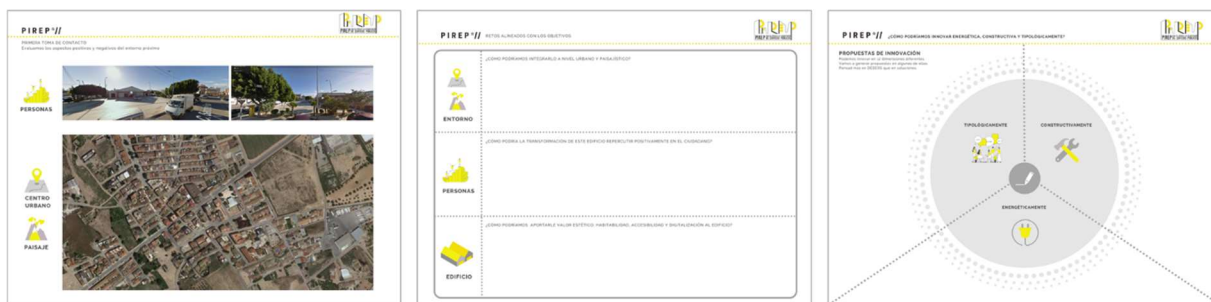 PIREP°//
PRIMERA TOMA DE CONTACTO
Evaluamos los aspectos positivos y negativos del entorno próximo
PERSONAS
CENTRO
URBANO
PAISAJE
PIREP°// RETOS ALINEADOS CON LOS OBJETIVOS
¿CÓMO PODRÍAMOS INTEGRARLO A NIVEL URBANO Y PAISAJÍSTICO?
ENTORNO
¿CÓMO PODRÍA LA TRANSFORMACIÓN DE ESTE EDIFICIO REPERCUTIR POSITIVAMENTE EN EL CIUDADANO?
PERSONAS
¿CÓMO PODRÍAMOS APORTARLE VALOR ESTÉTICO, HABITABILIDAD, ACCESIBILIDAD Y DIGITALIZACIÓN AL EDIFICIO?
EDIFICIO
PIREP°// ¿CÓMO PODRÍAMOS INNOVAR ENERGÉTICA, CONSTRUCTIVA Y TIPOLÓGICAMENTE?
PROPUESTAS DE INNOVACIÓN
TIPOLÓGICAMENTE
CONSTRUCTIVAMENTE
ENERGÉTICAMENTE